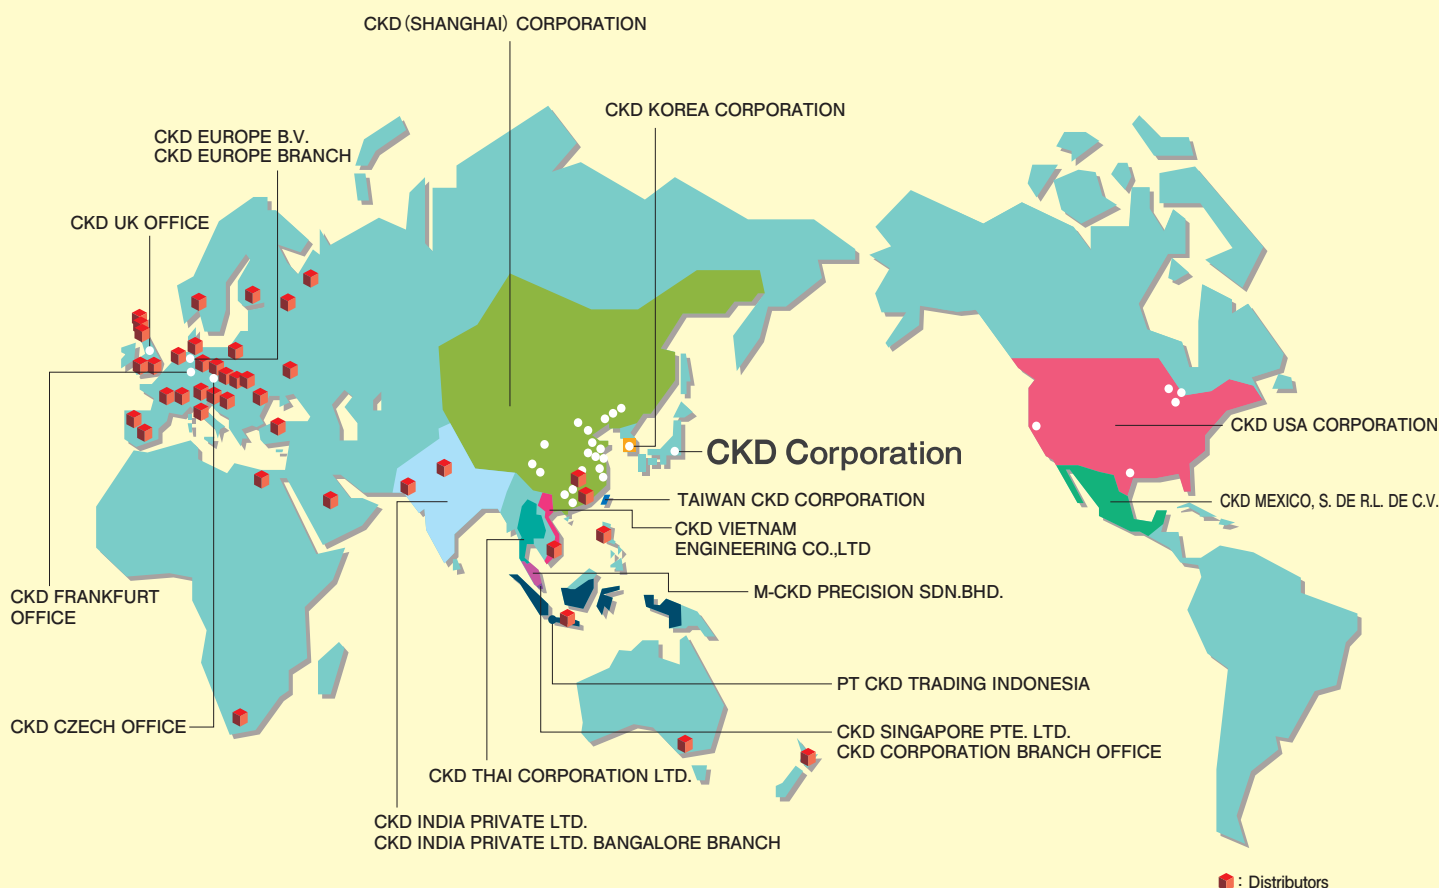 CKD (SHANGHAI) CORPORATION
CKD KOREA CORPORATION
CKD EUROPE B.V.
CKD EUROPE BRANCH
CKD UK OFFICE
CKD USA CORPORATION
CKD Corporation
TAIWAN CKD CORPORATION
CKD MEXICO, S. DE R.L. DE C.V.
CKD VIETNAM
ENGINEERING CO.,LTD
M-CKD PRECISION SDN.BHD.
CKD FRANKFURT
OFFICE
PT CKD TRADING INDONESIA
CKD CZECH OFFICE
CKD SINGAPORE PTE. LTD.
CKD CORPORATION BRANCH OFFICE
CKD THAI CORPORATION LTD.
CKD INDIA PRIVATE LTD.
CKD INDIA PRIVATE LTD. BANGALORE BRANCH
: Distributors